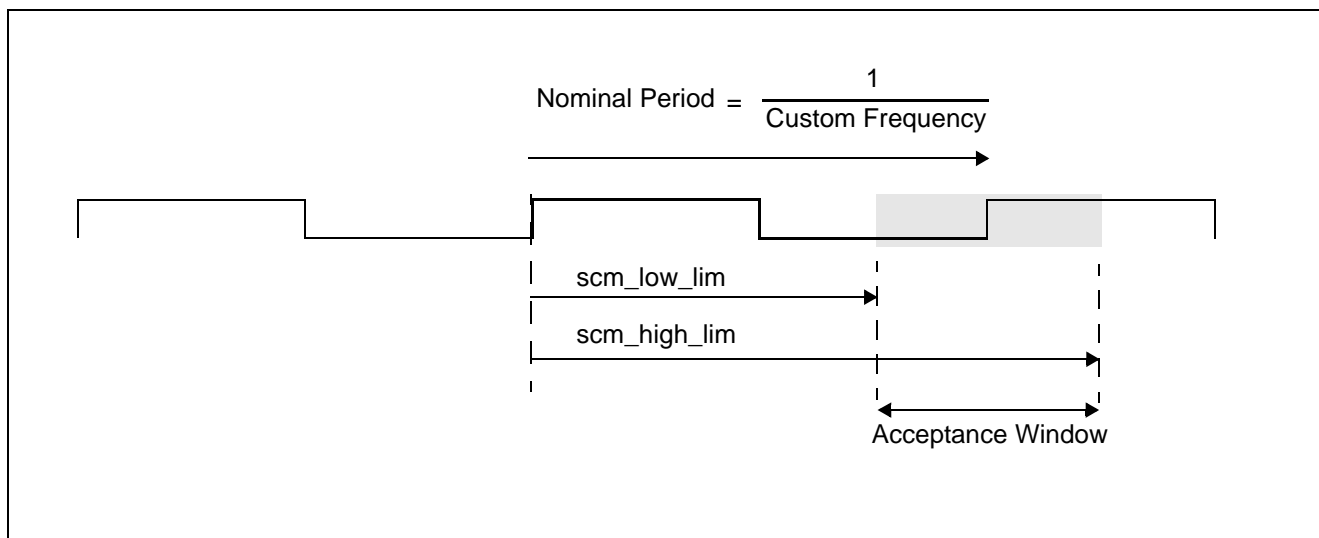 1
Nominal Period =
Custom Frequency
scm_low_lim
scm_high_lim
Acceptance Window